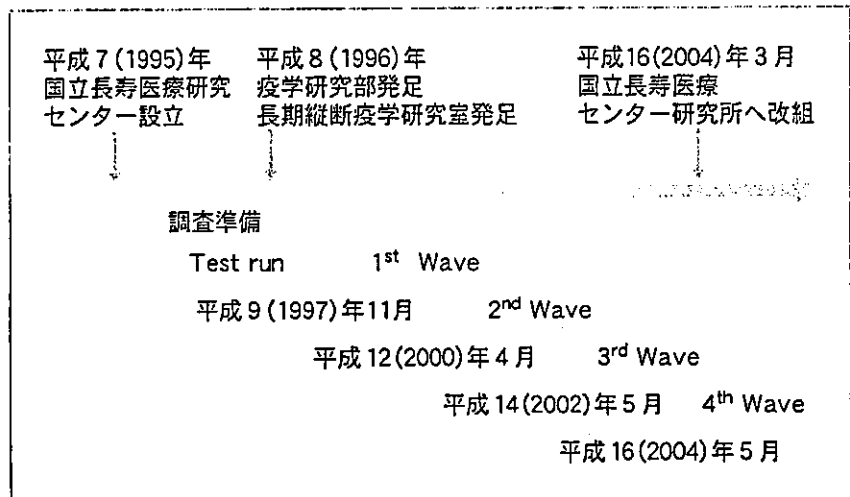 平成7(1995)年
国立長寿医療研究
センター設立
平成8(1996)年
疫学研究部発足
長期縦断疫学研究室発足
平成16(2004)年3月
国立長寿医療
センター研究所へ改組
調査準備
Test run 1st Wave
平成9(1997)年11月 2nd Wave
平成12(2000)年4月 3rd Wave
平成14(2002)年5月 4th Wave
平成16(2004)年5月